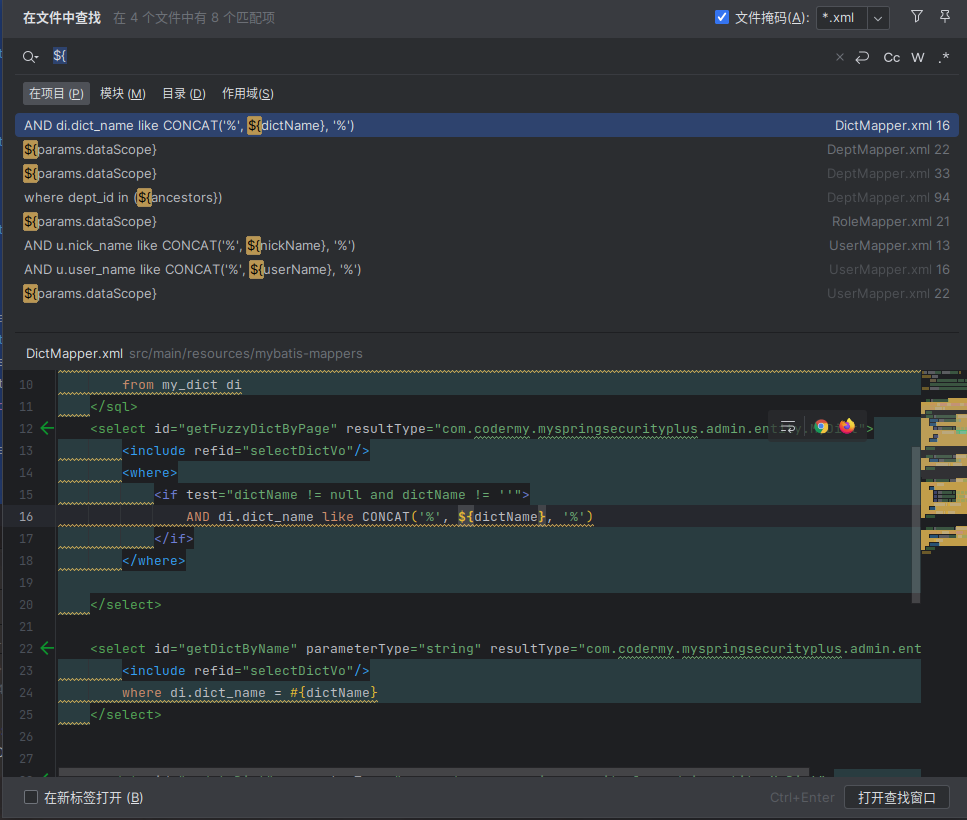 在文件中查找 在 4 个文件中有 8 个匹配项 文件掩码(A): *.xml
${ Cc W .*
在项目 (P) 模块 (M) 目录 (D) 作用域(S)
AND di.dict_name like CONCAT('%', ${dictName}, '%') DictMapper.xml 16
${params.dataScope} DeptMapper.xml 22
${params.dataScope} DeptMapper.xml 33
where dept_id in (${ancestors}) DeptMapper.xml 94
${params.dataScope} RoleMapper.xml 21
AND u.nick_name like CONCAT('%', ${nickName}, '%') UserMapper.xml 13
AND u.user_name like CONCAT('%', ${userName}, '%') UserMapper.xml 16
${params.dataScope} UserMapper.xml 22
DictMapper.xml src/main/resources/mybatis-mappers
10 from my_dict di
11 </sql>
12 <select id="getFuzzyDictByPage" resultType="com.codermy.myspringsecurityplus.admin.">
13 <include refid="selectDictVo"/>
14 <where>
15 <if test="dictName != null and dictName != ''">
16 AND di.dict_name like CONCAT('%', ${dictName}, '%')
17 </if>
18 </where>
19
20 </select>
21
22 <select id="getDictByName" parameterType="string" resultType="com.codermy.myspringsecurityplus.admin.ent
23 <include refid="selectDictVo"/>
24 where di.dict_name = #{dictName}
25 </select>
26
27
在新标签打开 (B) Ctrl+Enter 打开查找窗口